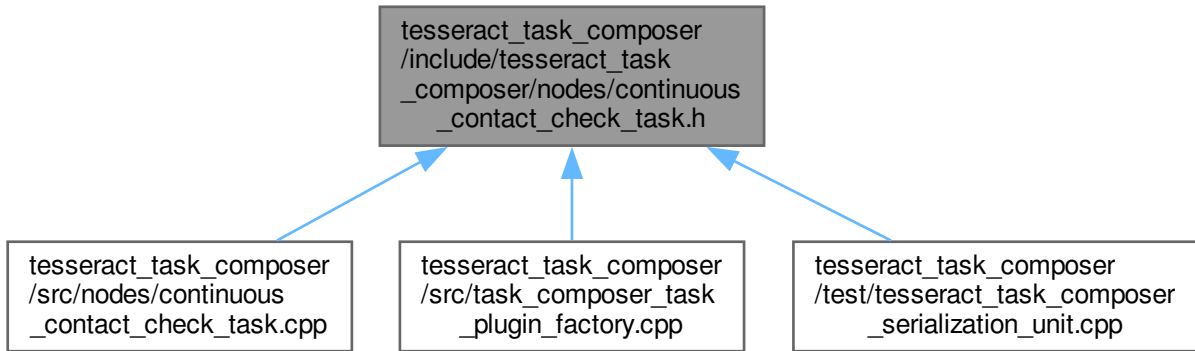 tesseract_task_composer
/include/tesseract_task
_composer/nodes/continuous
_contact_check_task.h
tesseract_task_composer
/src/nodes/continuous
_contact_check_task.cpp
tesseract_task_composer
/src/task_composer_task
_plugin_factory.cpp
tesseract_task_composer
/test/tesseract_task_composer
_serialization_unit.cpp